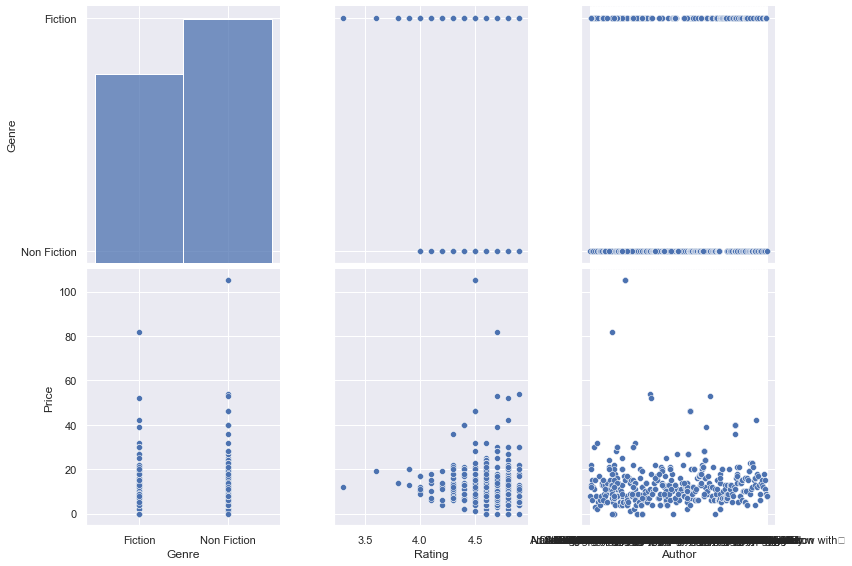 Fiction
Genre
Non Fiction
100
80
60
Price
40
20
0
Fiction Non Fiction 3.5 4.0 4.5 with
Genre Rating Author